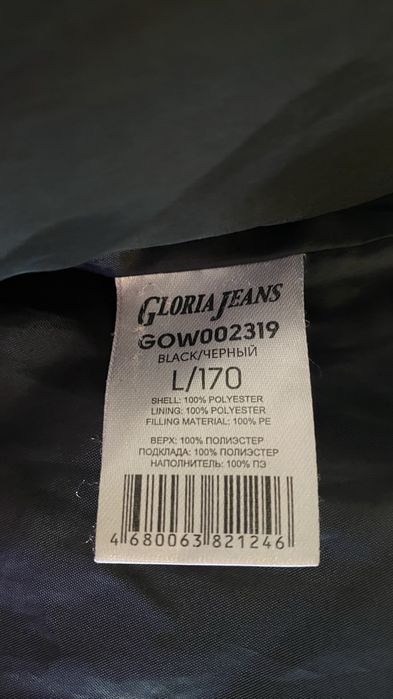 GLORIA JEANS
GOW002319
BLACK/ЧЕРНЫЙ
L/170
SHELL: 100% POLYESTER
LINING: 100% POLYESTER
FILLING MATERIAL: 100% PE
ВЕРХ: 100% ПОЛИЭСТЕР
ПОДКЛАДА: 100% ПОЛИЭСТЕР
НАПОЛНИТЕЛЬ: 100% ПЭ
4 680063 821246